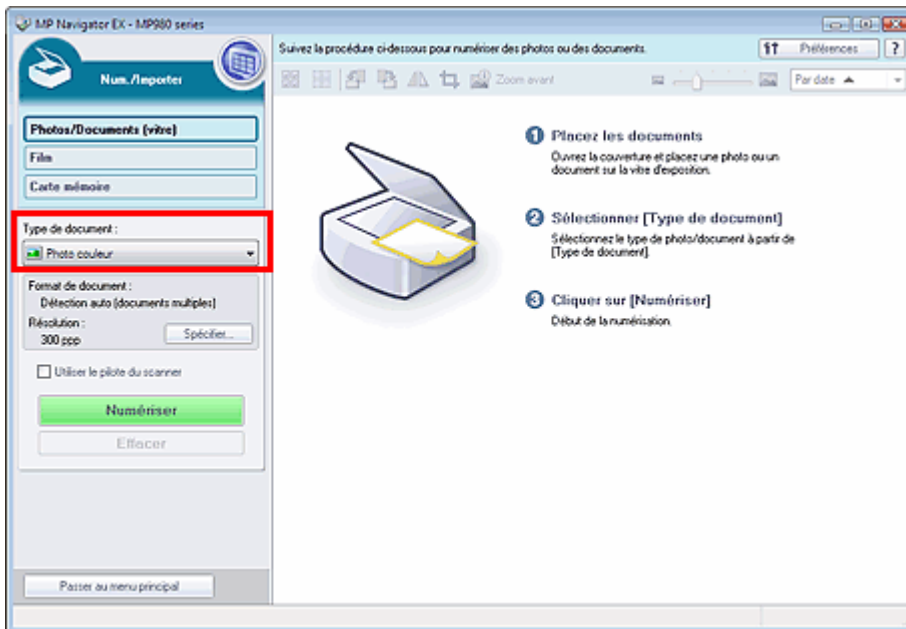 MP Navigator EX - MP980 series
Num./Importer
Suivez la procédure ci-dessous pour numériser des photos ou des documents.
Préférences
?
Zoom avant
Par date
Photos/Documents (vitre)
Film
Carte mémoire
Type de document :
Photo couleur
Format de document :
Détection auto (documents multiples)
Résolution :
300 ppp
Spécifier...
Utiliser le pilote du scanner
Numériser
Effacer
Passer au menu principal
1 Placez les documents
Ouvrez la couverture et placez une photo ou un
document sur la vitre d'exposition.
2 Sélectionner [Type de document]
Sélectionnez le type de photo/document à partir de
[Type de document].
3 Cliquer sur [Numériser]
Début de la numérisation.